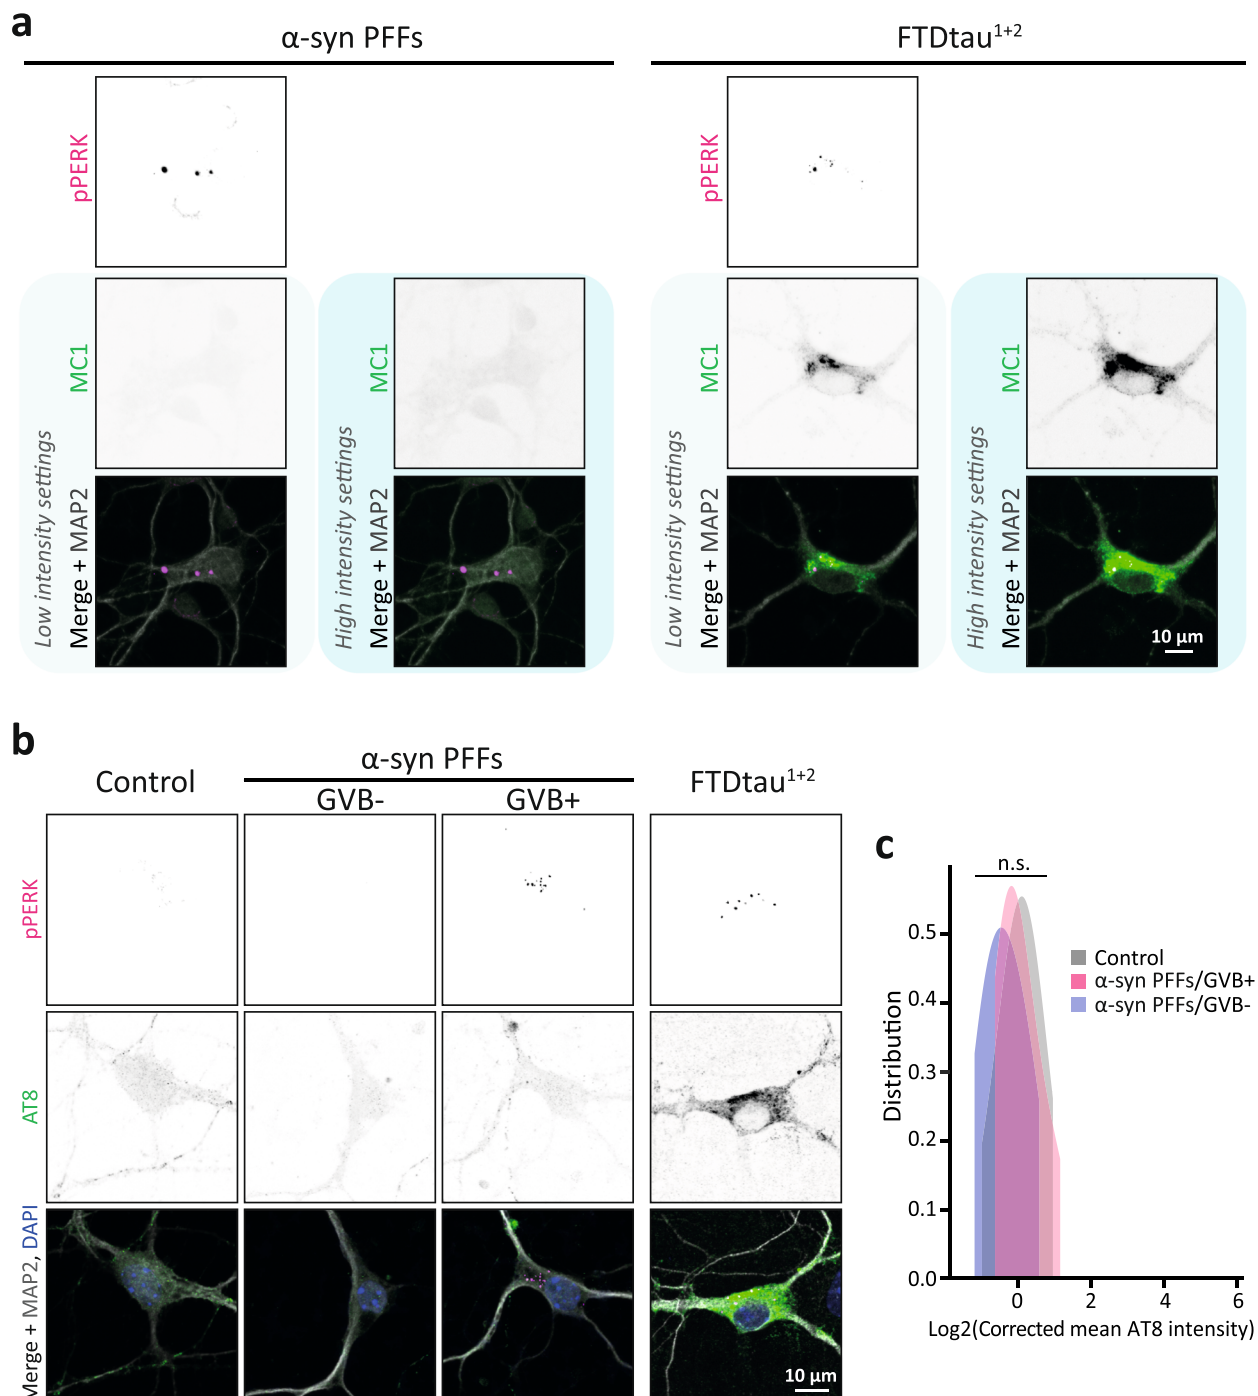 a
α-syn PFFs
FTDtau1+2
pPERK
pPERK
Low intensity settings
MC1
Merge + MAP2
High intensity settings
MC1
Merge + MAP2
Low intensity settings
MC1
Merge + MAP2
High intensity settings
MC1
Merge + MAP2
10 µm
b
Control
α-syn PFFs
GVB-
GVB+
FTDtau1+2
pPERK
AT8
Merge + MAP2, DAPI
10 µm
c
n.s.
Distribution
0.5
0.4
0.3
0.2
0.1
0.0
0 2 4 6
Log2(Corrected mean AT8 intensity)
Control
α-syn PFFs/GVB+
α-syn PFFs/GVB-